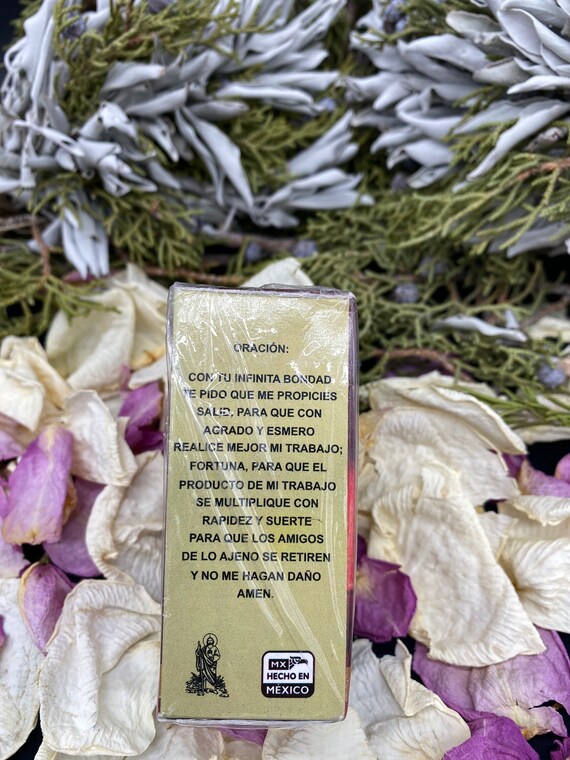 ORACIÓN:
CON TU INFINITA BONDAD
TE PIDO QUE ME PROPICIES
SALUD, PARA QUE CON
AGRADO Y ESMERO
REALICE MEJOR MI TRABAJO;
FORTUNA, PARA QUE EL
PRODUCTO DE MI TRABAJO
SE MULTIPLIQUE CON
RAPIDEZ Y SUERTE
PARA QUE LOS AMIGOS
DE LO AJENO SE RETIREN
Y NO ME HAGAN DAÑO
AMEN.
MX
HECHO EN
MÉXICO